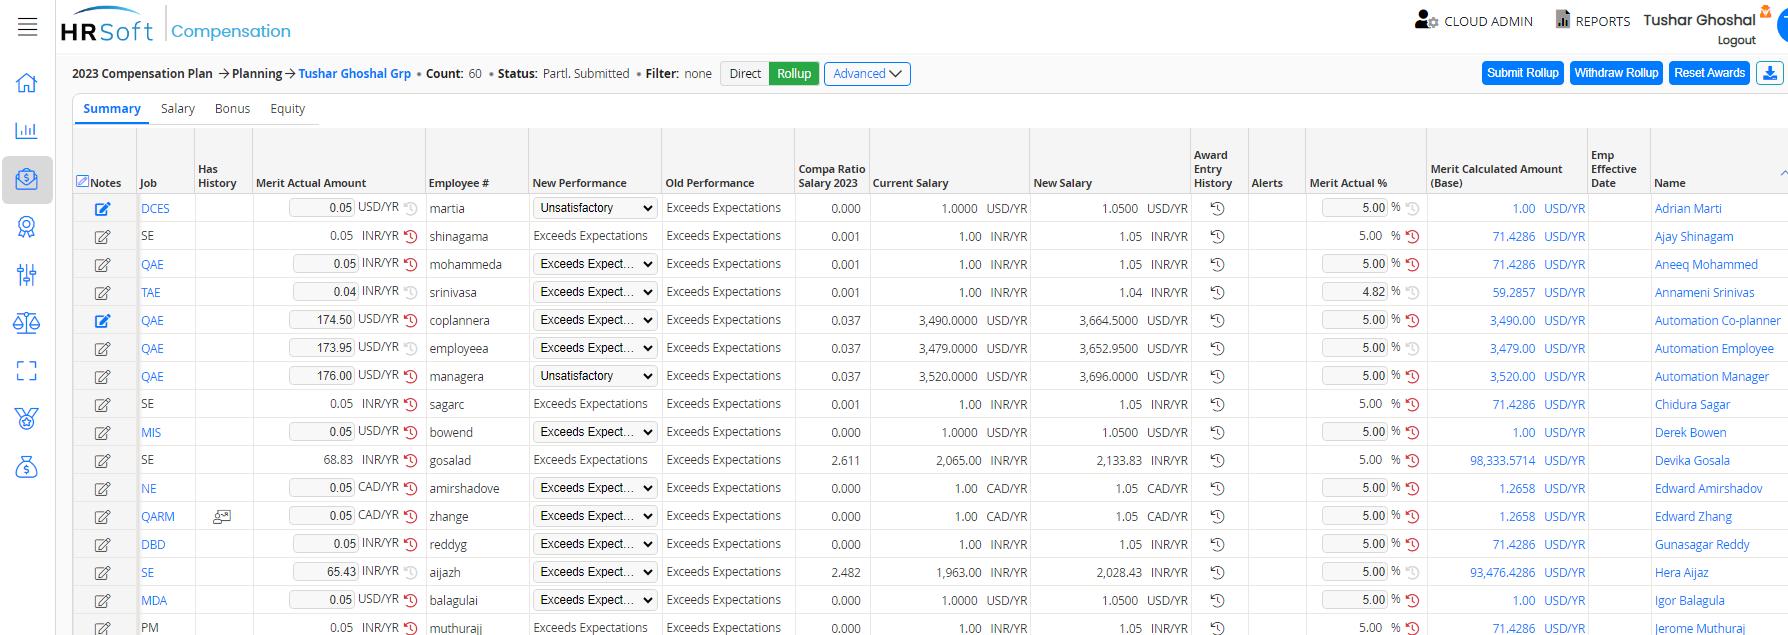 HRSoft Compensation CLOUD ADMIN REPORTS Tushar Ghoshal
Logout
2023 Compensation Plan → Planning → Tushar Ghoshal Grp • Count: 60 • Status: Partl. Submitted • Filter: none Direct Rollup Advanced Submit Rollup Withdraw Rollup Reset Awards
Summary Salary Bonus Equity
Notes Job Has History Merit Actual Amount Employee # New Performance Old Performance Compa Ratio Salary 2023 Current Salary New Salary Award Entry History Alerts Merit Actual % Merit Calculated Amount (Base) Emp Effective Date Name
DCES 0.05 USD/YR martia Unsatisfactory Exceeds Expectations 0.000 1.0000 USD/YR 1.0500 USD/YR 5.00 % 1.00 USD/YR Adrian Marti
SE 0.05 INR/YR shinagama Exceeds Expectations Exceeds Expectations 0.001 1.00 INR/YR 1.05 INR/YR 5.00 % 71.4286 USD/YR Ajay Shinagam
QAE 0.05 INR/YR mohammeda Exceeds Expect... Exceeds Expectations 0.001 1.00 INR/YR 1.05 INR/YR 5.00 % 71.4286 USD/YR Aneeq Mohammed
TAE 0.04 INR/YR srinivasa Exceeds Expect... Exceeds Expectations 0.001 1.00 INR/YR 1.04 INR/YR 4.82 % 59.2857 USD/YR Annameni Srinivas
QAE 174.50 USD/YR coplannera Exceeds Expect... Exceeds Expectations 0.037 3,490.0000 USD/YR 3,664.5000 USD/YR 5.00 % 3,490.00 USD/YR Automation Co-planner
QAE 173.95 USD/YR employeea Exceeds Expect... Exceeds Expectations 0.037 3,479.0000 USD/YR 3,652.9500 USD/YR 5.00 % 3,479.00 USD/YR Automation Employee
QAE 176.00 USD/YR managera Unsatisfactory Exceeds Expectations 0.037 3,520.0000 USD/YR 3,696.0000 USD/YR 5.00 % 3,520.00 USD/YR Automation Manager
SE 0.05 INR/YR sagarc Exceeds Expectations Exceeds Expectations 0.001 1.00 INR/YR 1.05 INR/YR 5.00 % 71.4286 USD/YR Chidura Sagar
MIS 0.05 USD/YR bowend Exceeds Expect... Exceeds Expectations 0.000 1.0000 USD/YR 1.0500 USD/YR 5.00 % 1.00 USD/YR Derek Bowen
SE 68.83 INR/YR gosalad Exceeds Expectations Exceeds Expectations 2.611 2,065.00 INR/YR 2,133.83 INR/YR 5.00 % 98,333.5714 USD/YR Devika Gosala
NE 0.05 CAD/YR amirshadove Exceeds Expect... Exceeds Expectations 0.000 1.00 CAD/YR 1.05 CAD/YR 5.00 % 1.2658 USD/YR Edward Amirshadov
QARM 0.05 CAD/YR zhange Exceeds Expect... Exceeds Expectations 0.000 1.00 CAD/YR 1.05 CAD/YR 5.00 % 1.2658 USD/YR Edward Zhang
DBD 0.05 INR/YR reddyg Exceeds Expect... Exceeds Expectations 0.000 1.00 INR/YR 1.05 INR/YR 5.00 % 71.4286 USD/YR Gunasagar Reddy
SE 65.43 INR/YR aijazh Exceeds Expect... Exceeds Expectations 2.482 1,963.00 INR/YR 2,028.43 INR/YR 5.00 % 93,476.4286 USD/YR Hera Aijaz
MDA 0.05 USD/YR balagulai Exceeds Expect... Exceeds Expectations 0.000 1.0000 USD/YR 1.0500 USD/YR 5.00 % 1.00 USD/YR Igor Balagula
PM 0.05 INR/YR muthurajj Exceeds Expectations Exceeds Expectations 0.000 1.00 INR/YR 1.05 INR/YR 5.00 % 71.4286 USD/YR Jerome Muthuraj